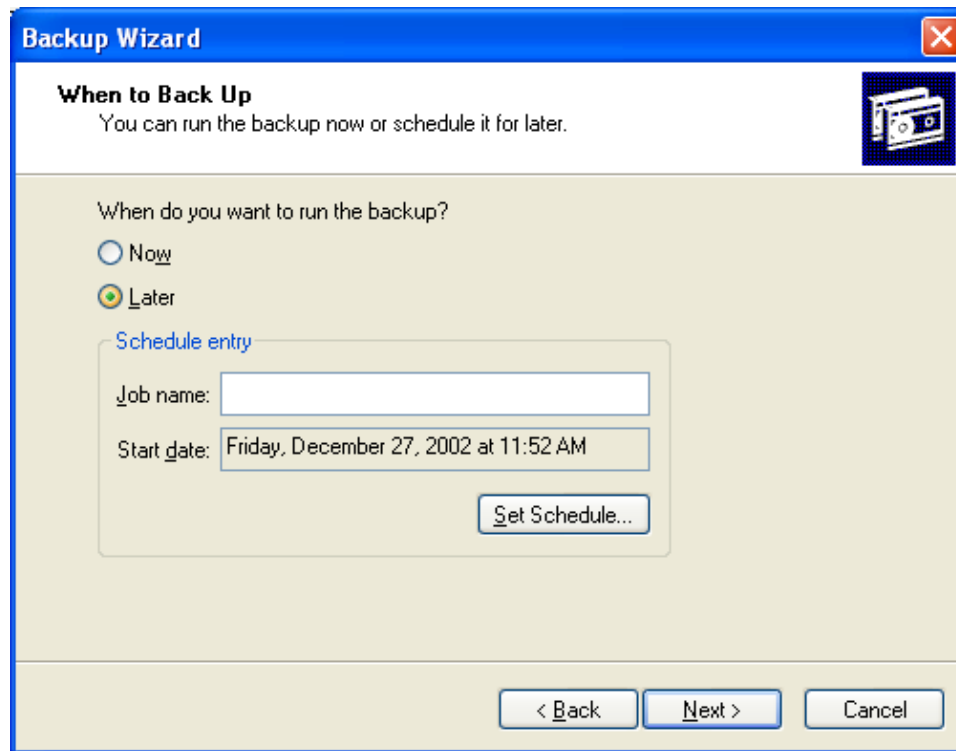 Backup Wizard
When to Back Up
You can run the backup now or schedule it for later.
When do you want to run the backup?
Now
Later
Schedule entry
Job name:
Start date: Friday, December 27, 2002 at 11:52 AM
Set Schedule...
< Back Next > Cancel